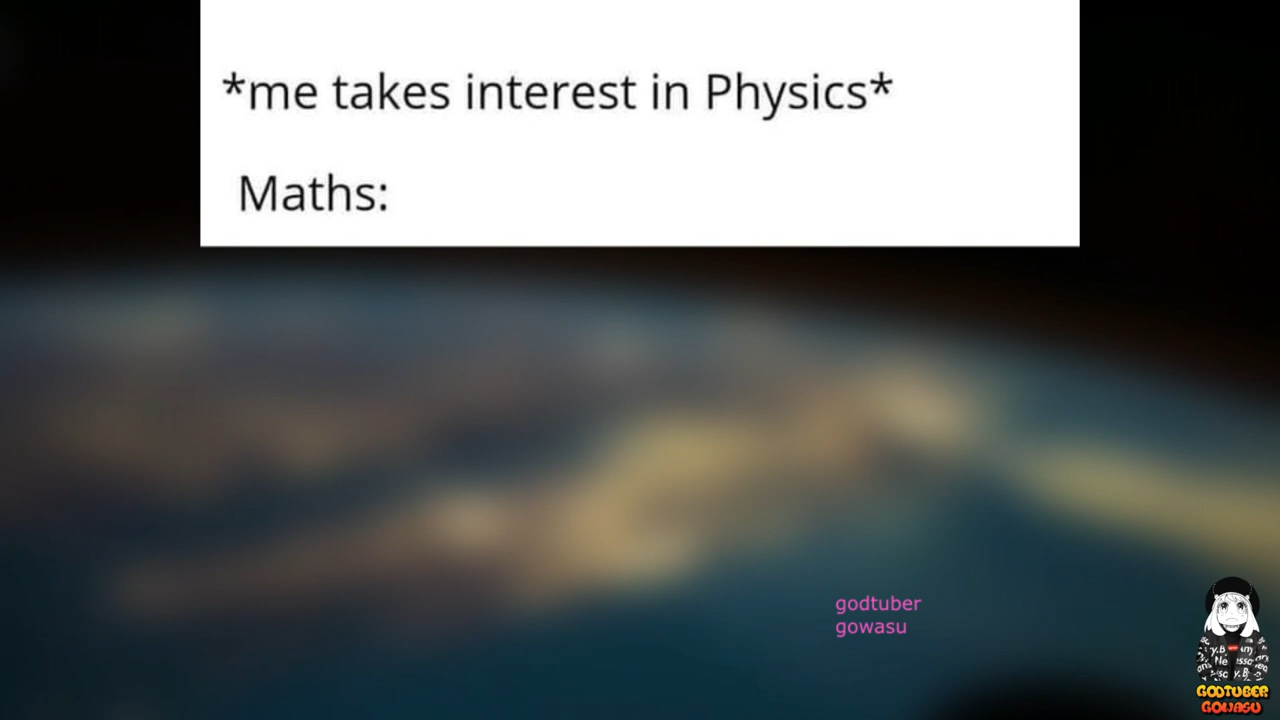 *me takes interest in Physics*
Maths:
godtuber
gowasu
GODTUBER
GOWASU